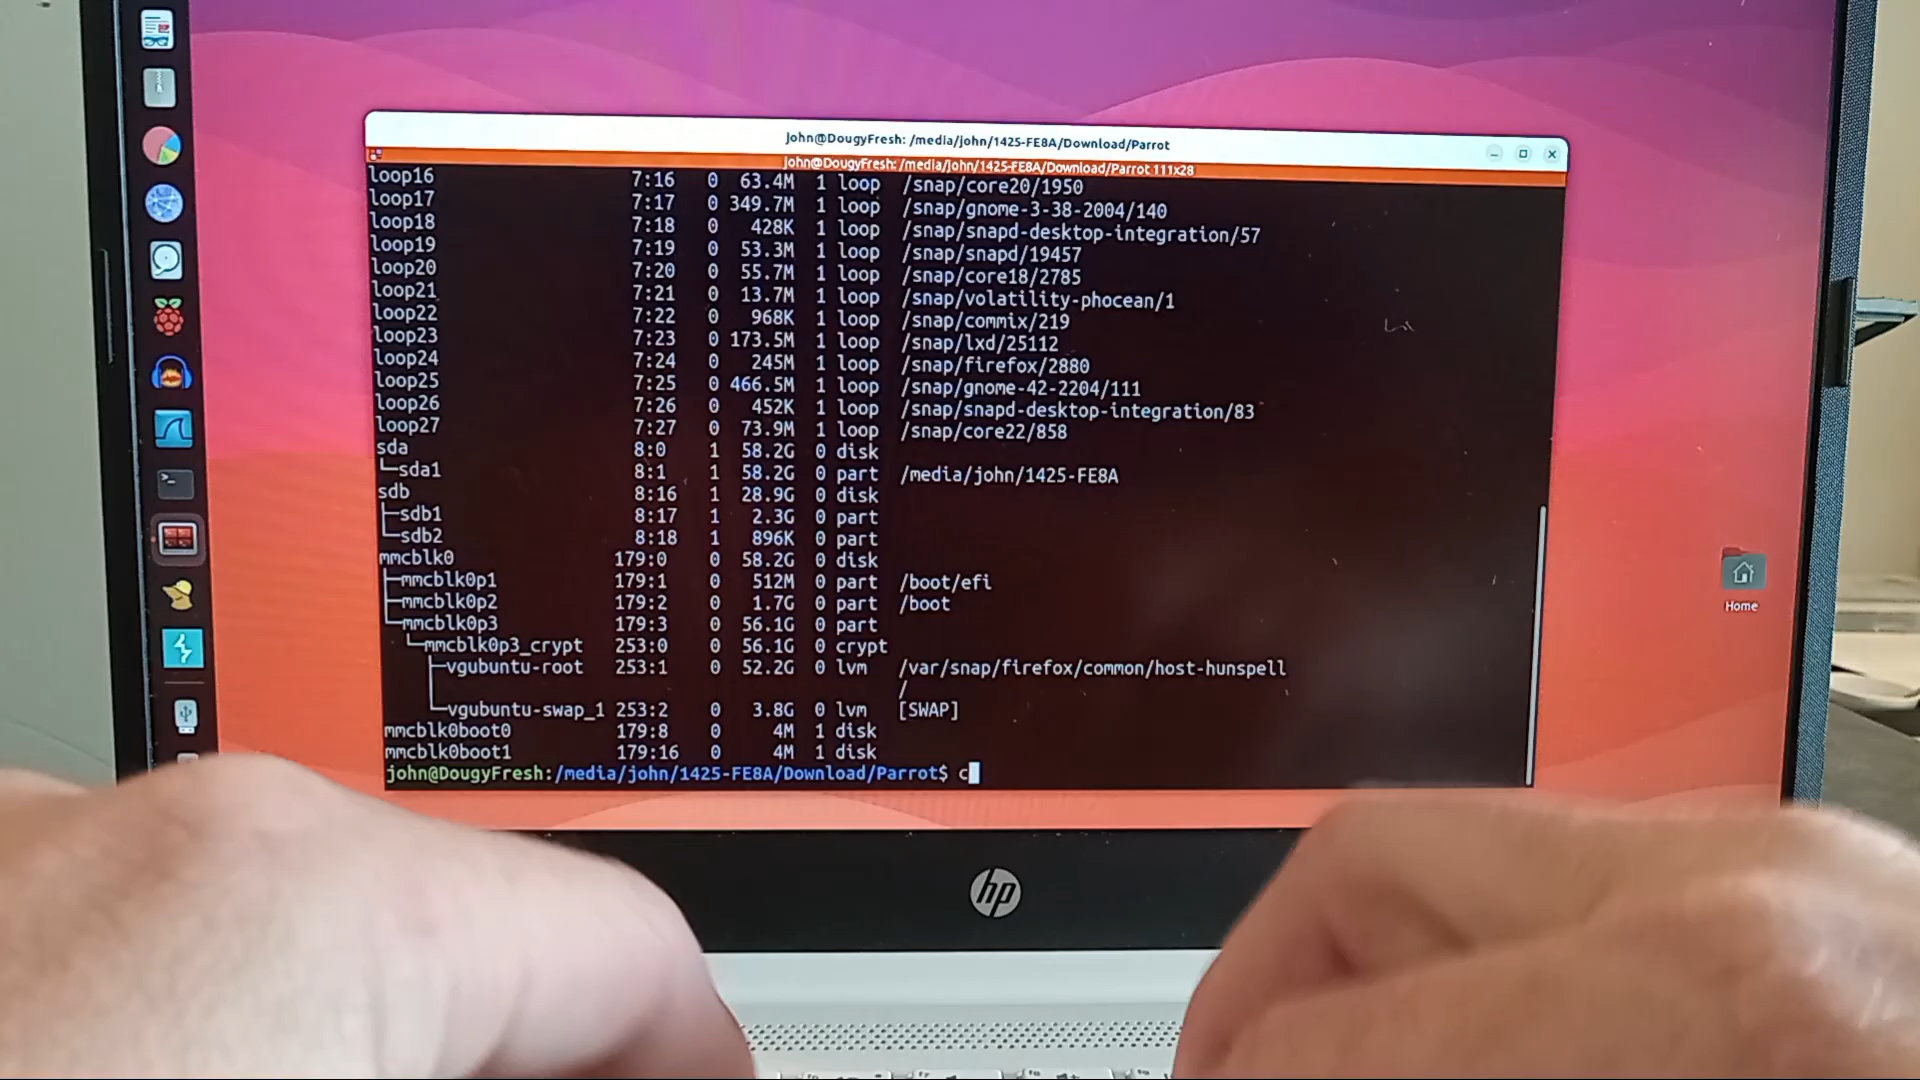 john@DougyFresh: /media/john/1425-FE8A/Download/Parrot
john@DougyFresh: /media/john/1425-FE8A/Download/Parrot 111x28
loop16 7:16 0 63.4M 1 loop /snap/core20/1950
loop17 7:17 0 349.7M 1 loop /snap/gnome-3-38-2004/140
loop18 7:18 0 428K 1 loop /snap/snapd-desktop-integration/57
loop19 7:19 0 53.3M 1 loop /snap/snapd/19457
loop20 7:20 0 55.7M 1 loop /snap/core18/2785
loop21 7:21 0 13.7M 1 loop /snap/volatility-phocean/1
loop22 7:22 0 968K 1 loop /snap/commix/219
loop23 7:23 0 173.5M 1 loop /snap/lxd/25112
loop24 7:24 0 245M 1 loop /snap/firefox/2880
loop25 7:25 0 466.5M 1 loop /snap/gnome-42-2204/111
loop26 7:26 0 452K 1 loop /snap/snapd-desktop-integration/83
loop27 7:27 0 73.9M 1 loop /snap/core22/858
sda 8:0 1 58.2G 0 disk
└─sda1 8:1 1 58.2G 0 part /media/john/1425-FE8A
sdb 8:16 1 28.9G 0 disk
├─sdb1 8:17 1 2.3G 0 part
└─sdb2 8:18 1 896K 0 part
mmcblk0 179:0 0 58.2G 0 disk
├─mmcblk0p1 179:1 0 512M 0 part /boot/efi
├─mmcblk0p2 179:2 0 1.7G 0 part /boot
└─mmcblk0p3 179:3 0 56.1G 0 part
└─mmcblk0p3_crypt 253:0 0 56.1G 0 crypt
├─vgubuntu-root 253:1 0 52.2G 0 lvm /var/snap/firefox/common/host-hunspell
│ /
└─vgubuntu-swap_1 253:2 0 3.8G 0 lvm [SWAP]
mmcblk0boot0 179:8 0 4M 1 disk
mmcblk0boot1 179:16 0 4M 1 disk
john@DougyFresh:/media/john/1425-FE8A/Download/Parrot$ c
Home
hp